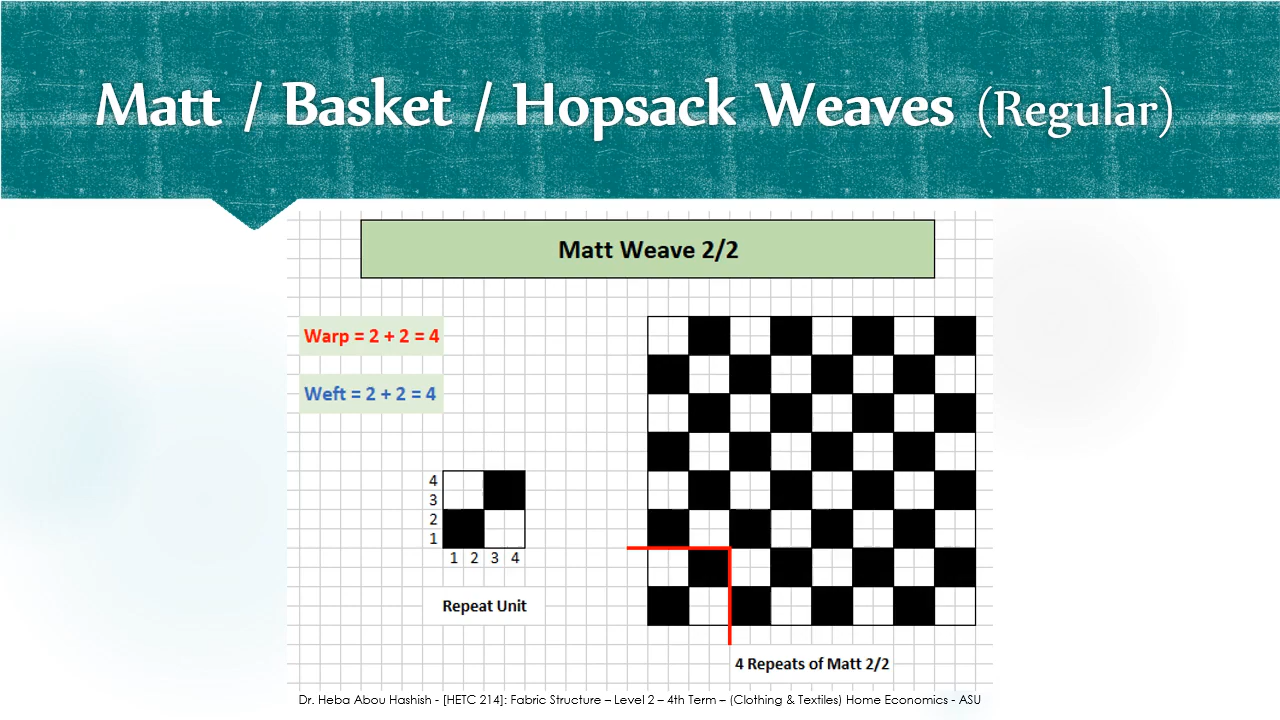 Matt / Basket / Hopsack Weaves (Regular)
Matt Weave 2/2
Warp = 2 + 2 = 4
Weft = 2 + 2 = 4
4
3
2
1
1 2 3 4
Repeat Unit
4 Repeats of Matt 2/2
Dr. Heba Abou Hashish - [HETC 214]: Fabric Structure – Level 2 – 4th Term – (Clothing & Textiles) Home Economics - ASU